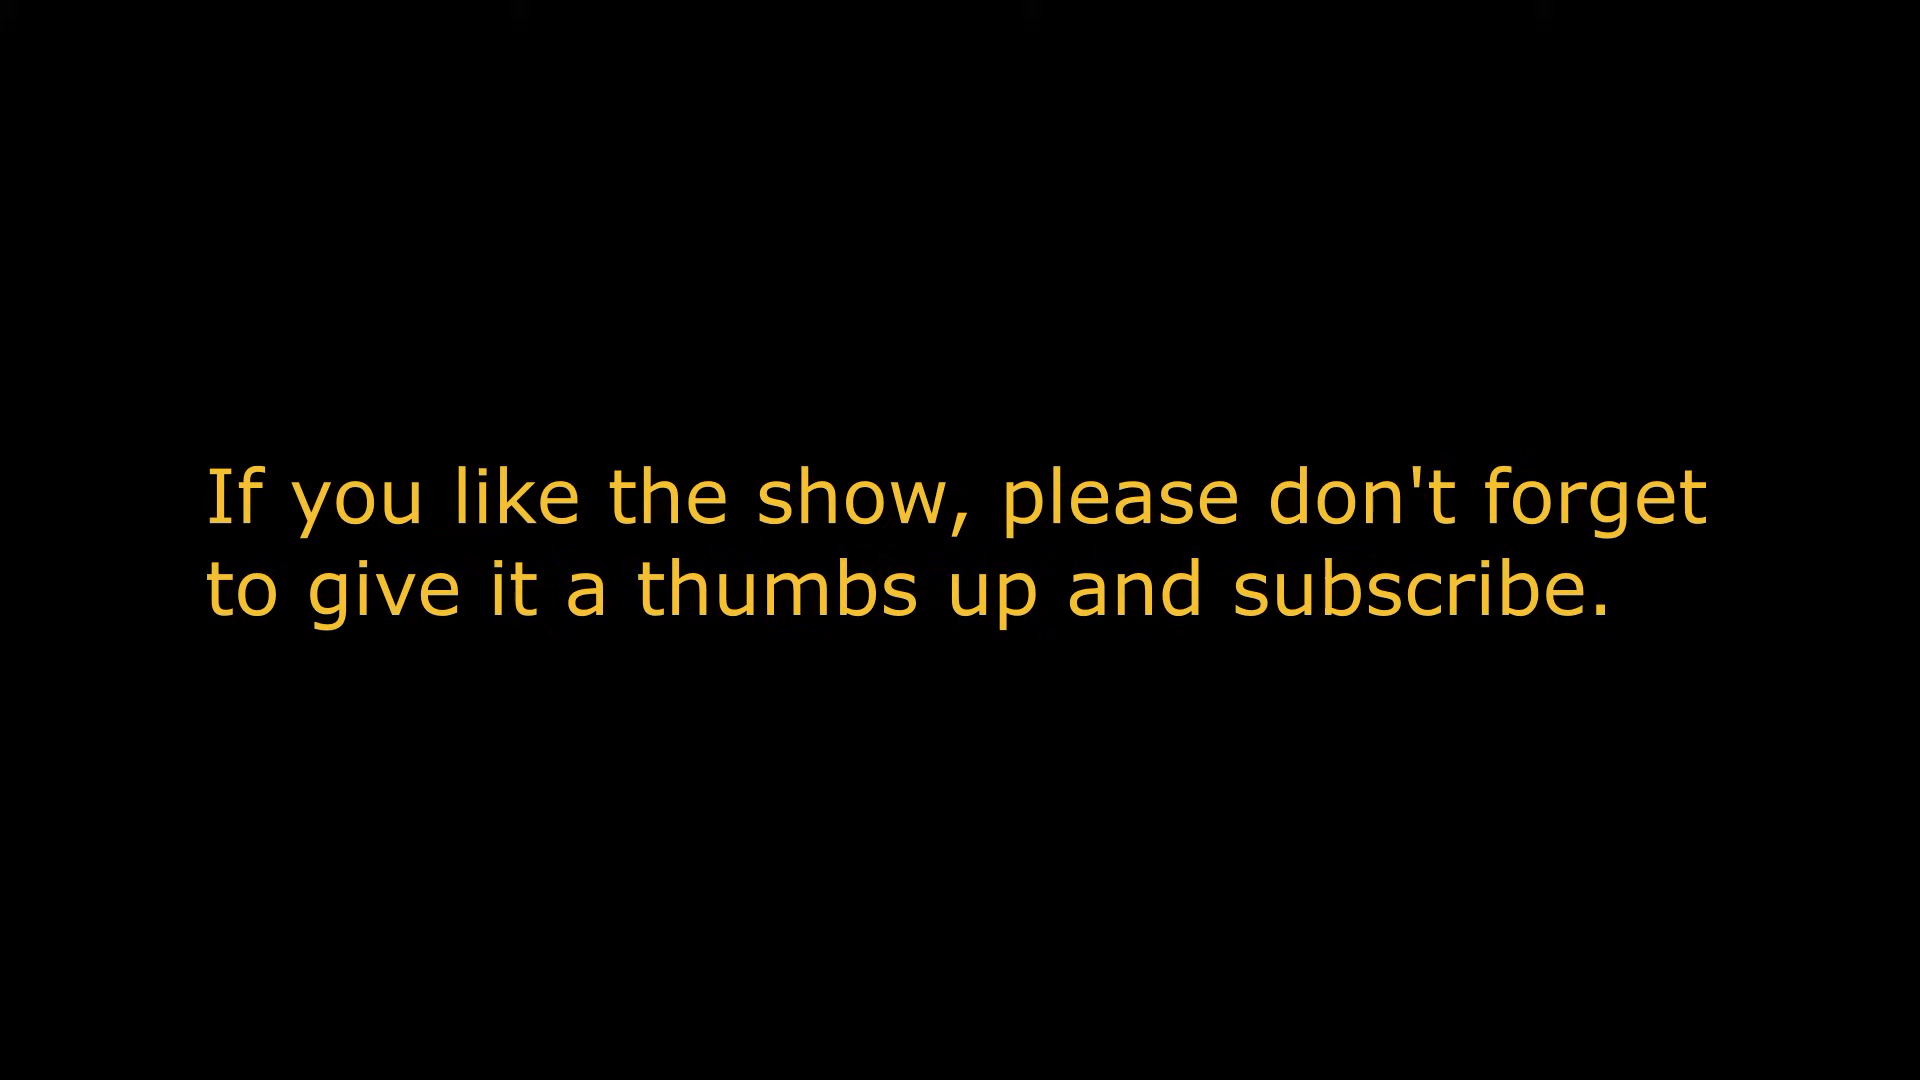 If you like the show, please don't forget
to give it a thumbs up and subscribe.